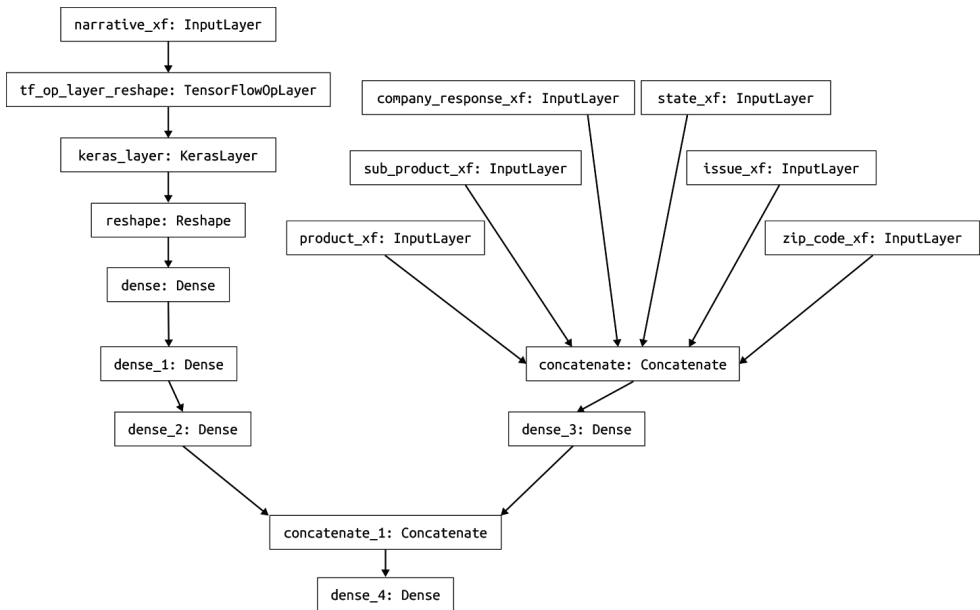 narrative_xf: InputLayer
tf_op_layer_reshape: TensorFlowOpLayer
keras_layer: KerasLayer
reshape: Reshape
dense: Dense
dense_1: Dense
dense_2: Dense
company_response_xf: InputLayer
state_xf: InputLayer
sub_product_xf: InputLayer
issue_xf: InputLayer
product_xf: InputLayer
zip_code_xf: InputLayer
concatenate: Concatenate
dense_3: Dense
concatenate_1: Concatenate
dense_4: Dense